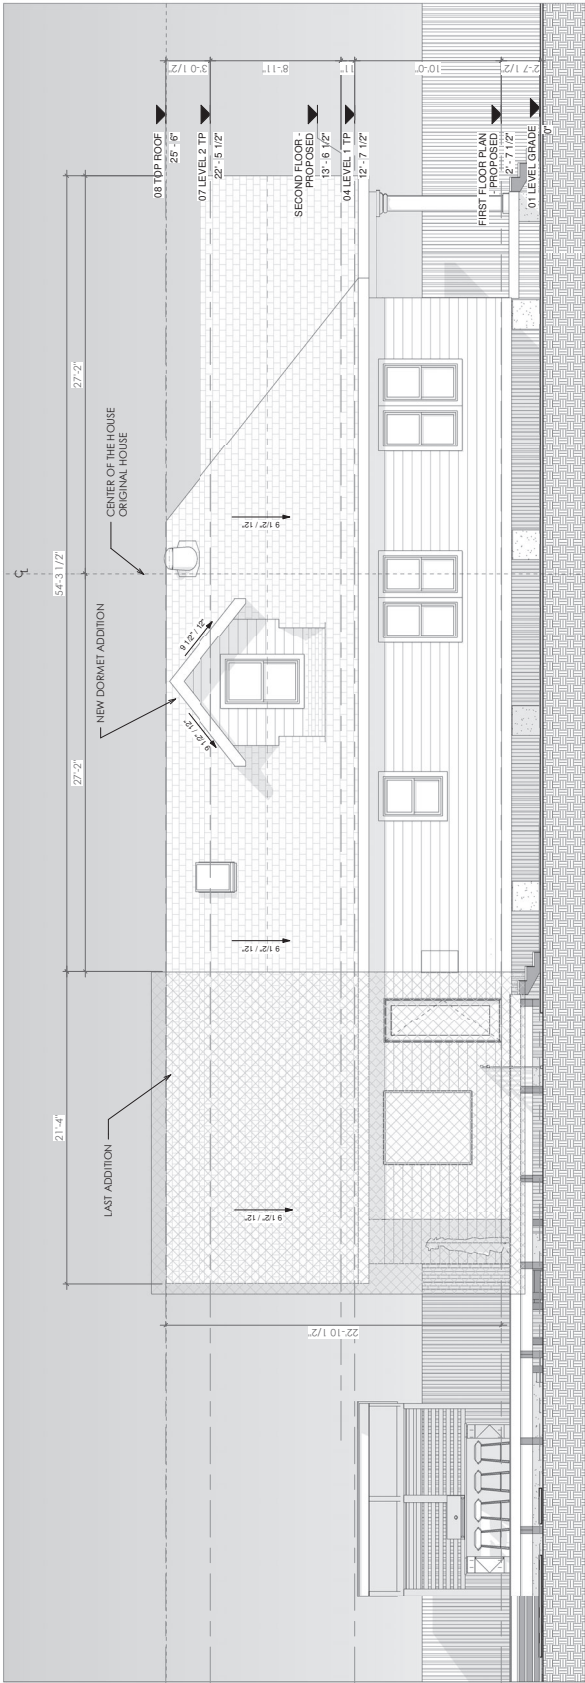 08 TOP ROOF
25' - 6"
07 LEVEL 2 TP
22' - 5 1/2"
SECOND FLOOR -
PROPOSED
13' - 6 1/2"
04 LEVEL 1 TP
12' - 7 1/2"
FIRST FLOOR PLAN
- PROPOSED
2' - 7 1/2"
01 LEVEL GRADE
0"
3'-0 1/2"
8'-11"
11"
10'-0"
2'-7 1/2"
27'-2"
54'-3 1/2"
27'-2"
21'-4"
22'-10 1/2"
CL
CENTER OF THE HOUSE
ORIGINAL HOUSE
NEW DORMET ADDITION
LAST ADDITION
9 1/2" / 12"
9 1/2" / 12"
9 1/2" / 12"
9 1/2" / 12"
9 1/2" / 12"